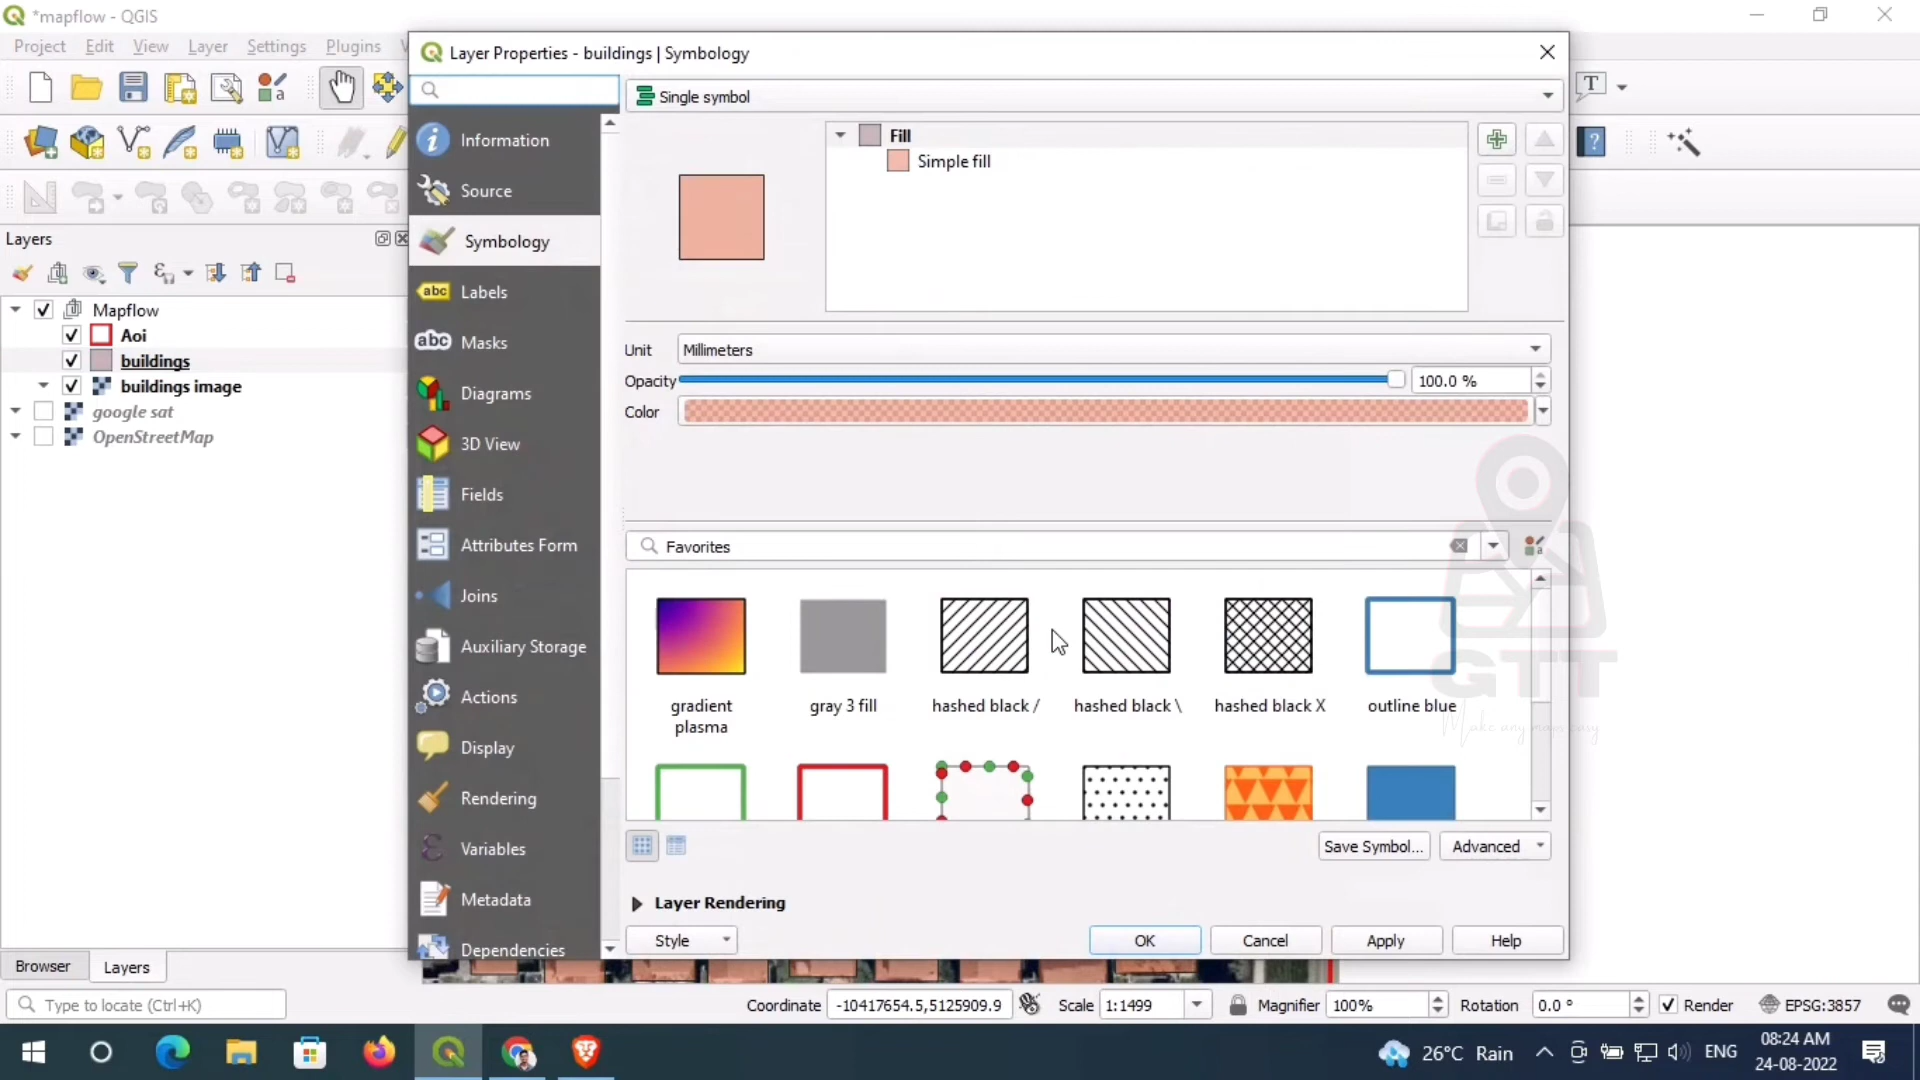 *mapflow - QGIS
Project Edit View Layer Settings Plugins
Layer Properties - buildings | Symbology
Single symbol
Information
Source
Symbology
Labels
Masks
Diagrams
3D View
Fields
Attributes Form
Joins
Auxiliary Storage
Actions
Display
Rendering
Variables
Metadata
Dependencies
Fill
Simple fill
Unit Millimeters
Opacity 100.0 %
Color
Favorites
gradient plasma
gray 3 fill
hashed black /
hashed black \
hashed black X
outline blue
GTT
Make any maps easy
Save Symbol... Advanced
Layer Rendering
Style OK Cancel Apply Help
Layers
Mapflow
Aoi
buildings
buildings image
google sat
OpenStreetMap
Browser Layers
Type to locate (Ctrl+K)
Coordinate -10417654.5,5125909.9 Scale 1:1499 Magnifier 100% Rotation 0.0 ° Render EPSG:3857
26°C Rain ENG 08:24 AM
24-08-2022